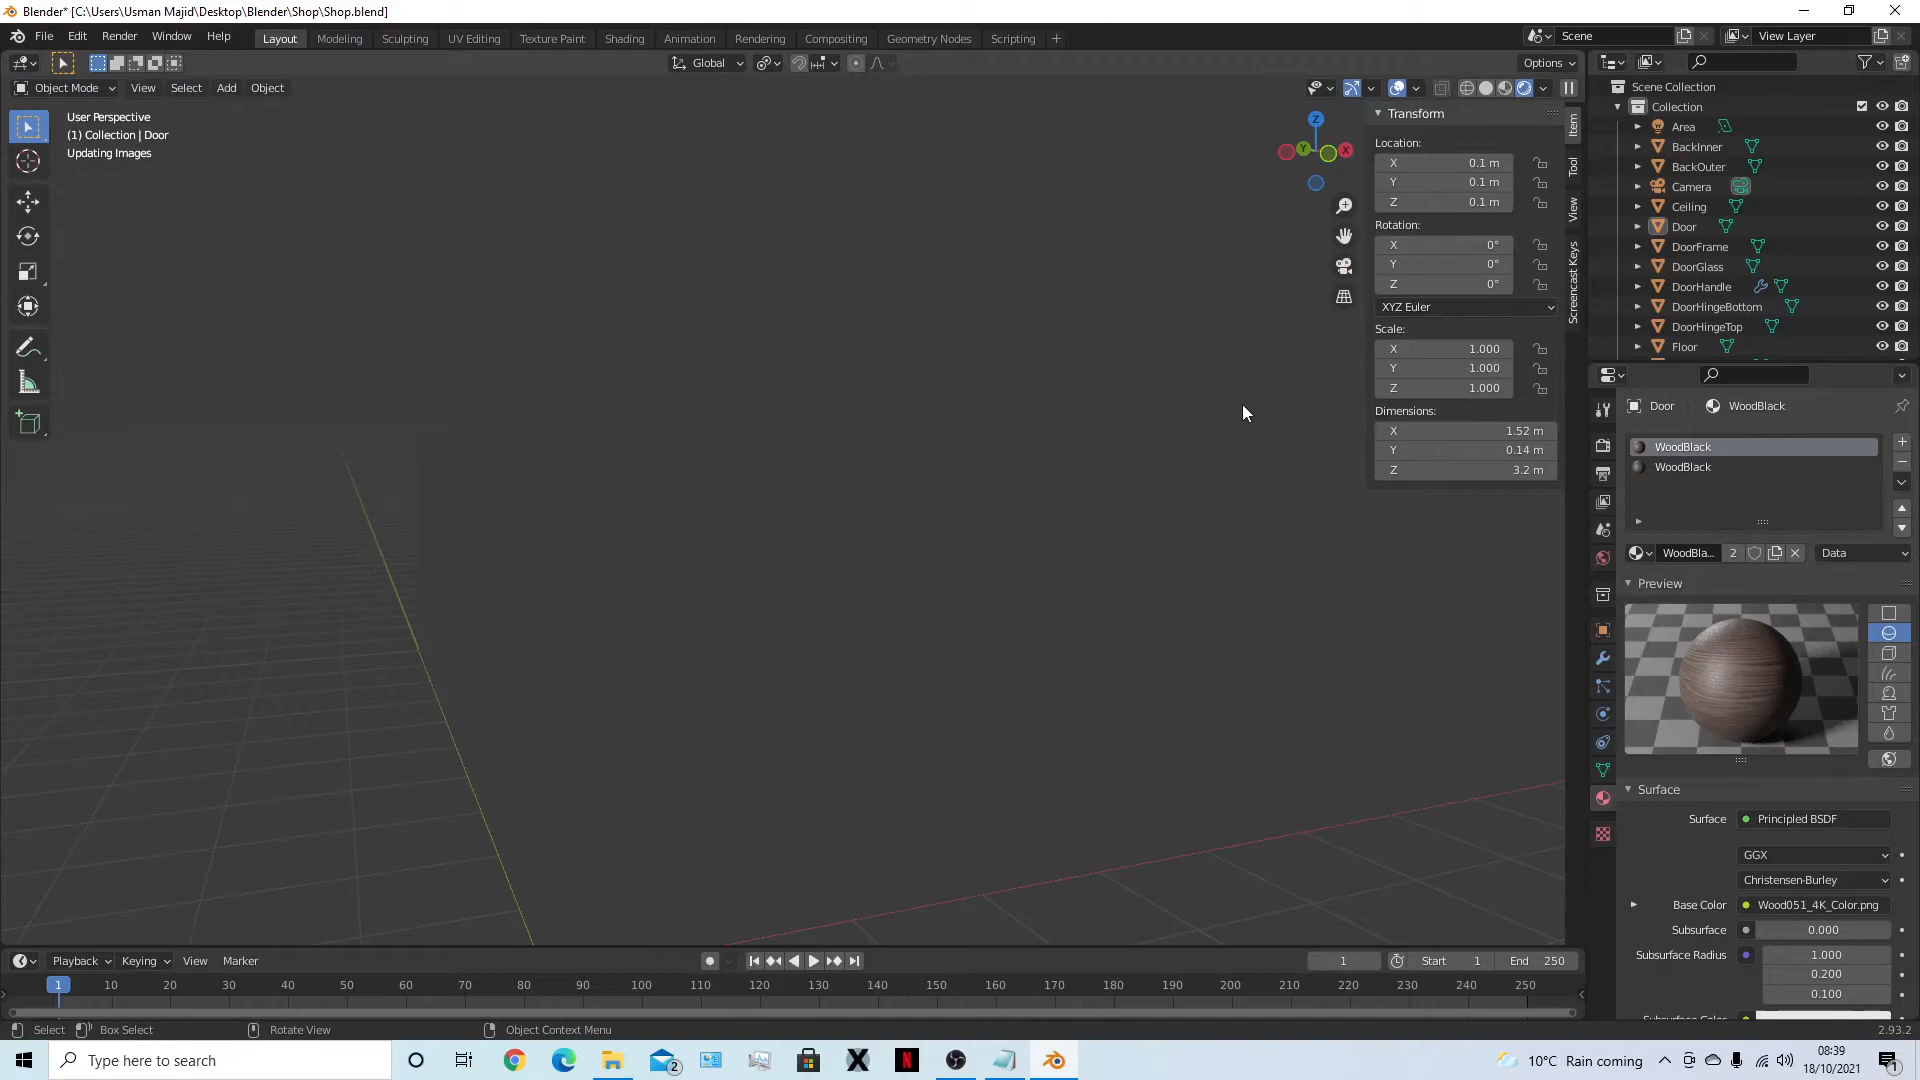 Blender* [C:\Users\Usman Majid\Desktop\Blender\Shop\Shop.blend]
File Edit Render Window Help
Layout Modeling Sculpting UV Editing Texture Paint Shading Animation Rendering Compositing Geometry Nodes Scripting
Scene View Layer
Global Options
Object Mode View Select Add Object
User Perspective
(1) Collection | Door
Updating Images
Z
Y
X
Transform
Location:
X 0.1 m
Y 0.1 m
Z 0.1 m
Rotation:
X 0°
Y 0°
Z 0°
XYZ Euler
Scale:
X 1.000
Y 1.000
Z 1.000
Dimensions:
X 1.52 m
Y 0.14 m
Z 3.2 m
Item
Tool
View
Screencast Keys
Scene Collection
Collection
Area
BackInner
BackOuter
Camera
Ceiling
Door
DoorFrame
DoorGlass
DoorHandle
DoorHingeBottom
DoorHingeTop
Floor
Door WoodBlack
WoodBlack
WoodBlack
WoodBla... 2 Data
Preview
Surface
Surface Principled BSDF
GGX
Christensen-Burley
Base Color Wood051_4K_Color.png
Subsurface 0.000
Subsurface Radius 1.000
0.200
0.100
Subsurface Color
Playback Keying View Marker
1 Start 1 End 250
1 10 20 30 40 50 60 70 80 90 100 110 120 130 140 150 160 170 180 190 200 210 220 230 240 250
Select Box Select Rotate View Object Context Menu
2.93.2
Type here to search
2
10°C Rain coming
08:39
18/10/2021
1